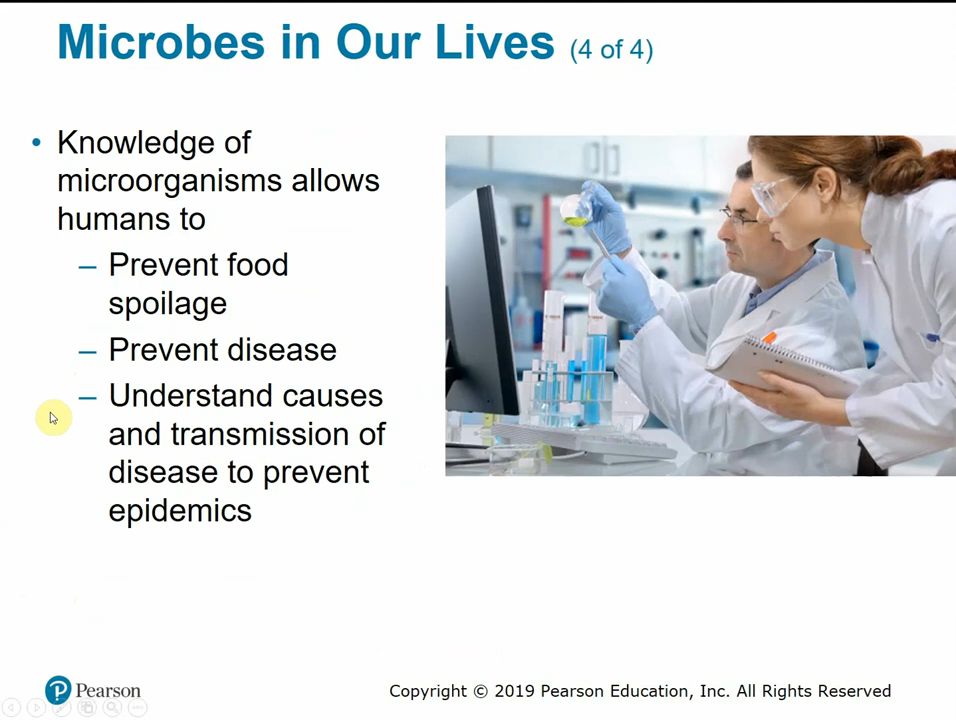 Microbes in Our Lives (4 of 4)
• Knowledge of
microorganisms allows
humans to
– Prevent food
spoilage
– Prevent disease
– Understand causes
and transmission of
disease to prevent
epidemics
Pearson
Copyright © 2019 Pearson Education, Inc. All Rights Reserved